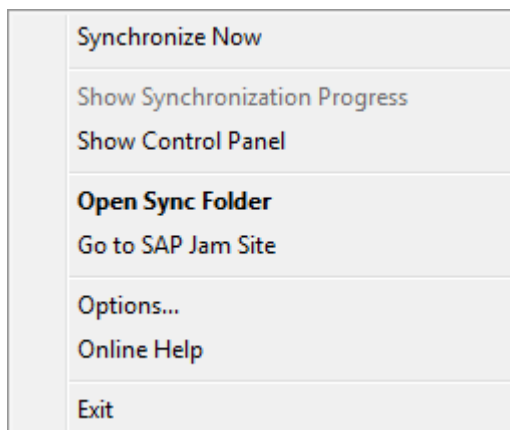 Synchronize Now
Show Synchronization Progress
Show Control Panel
Open Sync Folder
Go to SAP Jam Site
Options...
Online Help
Exit